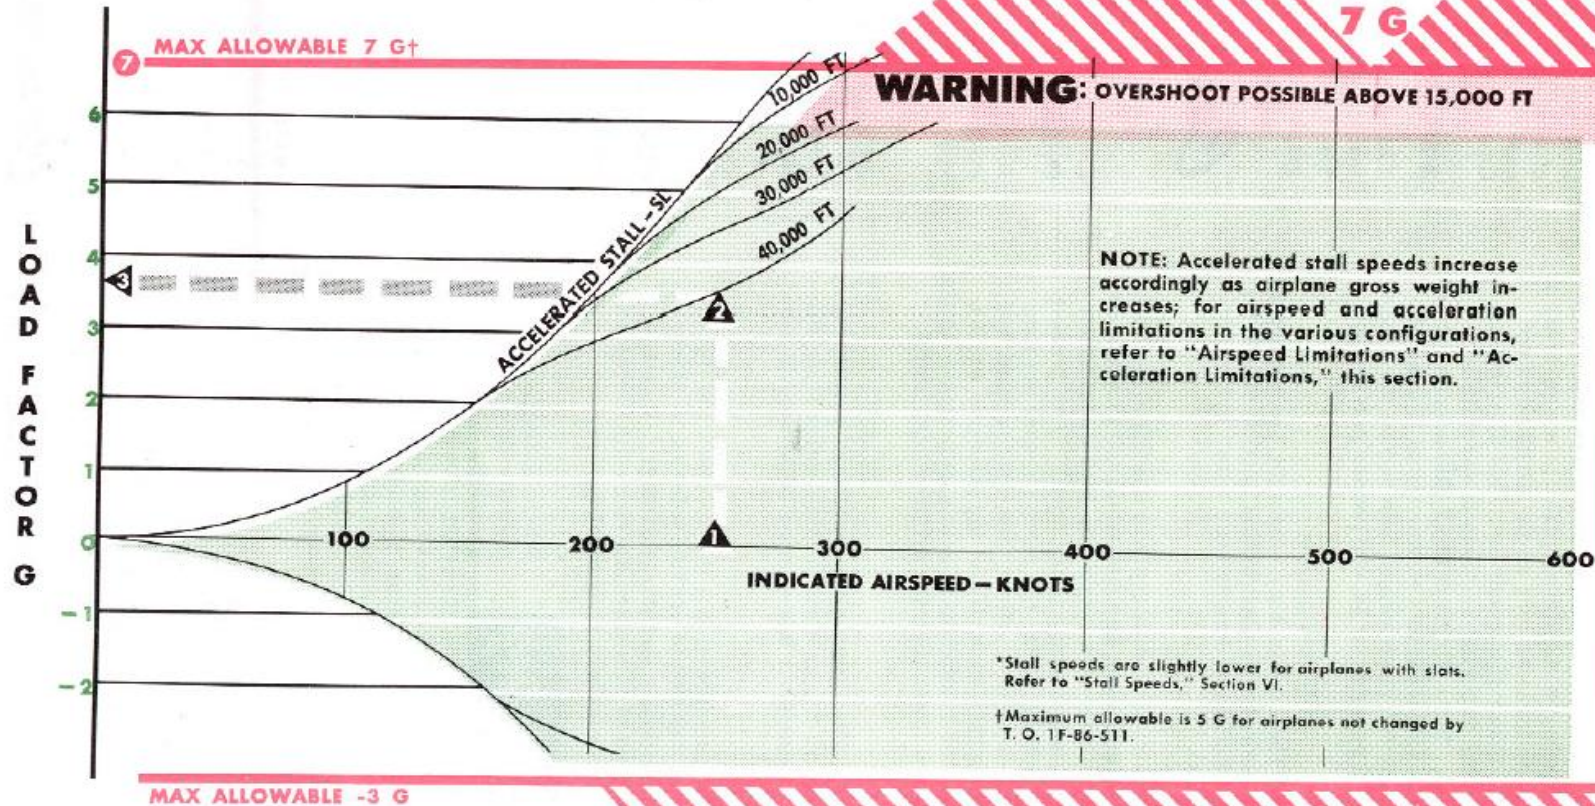 7 G
MAX ALLOWABLE 7 G†
7
WARNING: OVERSHOOT POSSIBLE ABOVE 15,000 FT
10,000 FT
20,000 FT
30,000 FT
40,000 FT
ACCELERATED STALL-SL
LOAD FACTOR G
6
5
4
3
2
1
0
-1
-2
3
2
1
NOTE: Accelerated stall speeds increase
accordingly as airplane gross weight in-
creases; for airspeed and acceleration
limitations in the various configurations,
refer to "Airspeed Limitations" and "Ac-
celeration Limitations," this section.
100
200
300
400
500
600
INDICATED AIRSPEED—KNOTS
*Stall speeds are slightly lower for airplanes with slats.
Refer to "Stall Speeds," Section VI.
†Maximum allowable is 5 G for airplanes not changed by
T. O. 1F-86-511.
MAX ALLOWABLE -3 G